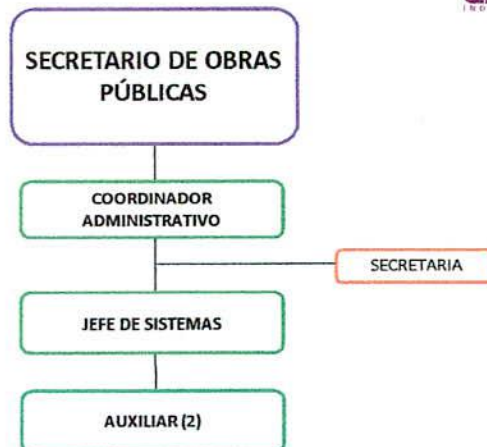 SECRETARIO DE OBRAS
PÚBLICAS
COORDINADOR
ADMINISTRATIVO
SECRETARIA
JEFE DE SISTEMAS
AUXILIAR (2)